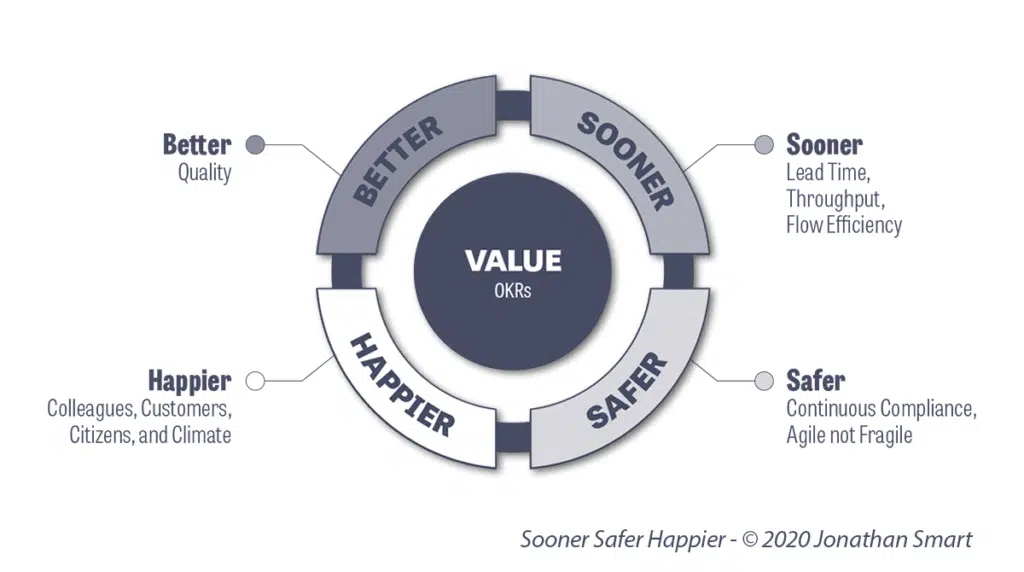 BETTER
SOONER
Better
Quality
Sooner
Lead Time,
Throughput,
Flow Efficiency
VALUE
OKRs
HAPPIER
SAFER
Happier
Colleagues, Customers,
Citizens, and Climate
Safer
Continuous Compliance,
Agile not Fragile
Sooner Safer Happier - © 2020 Jonathan Smart